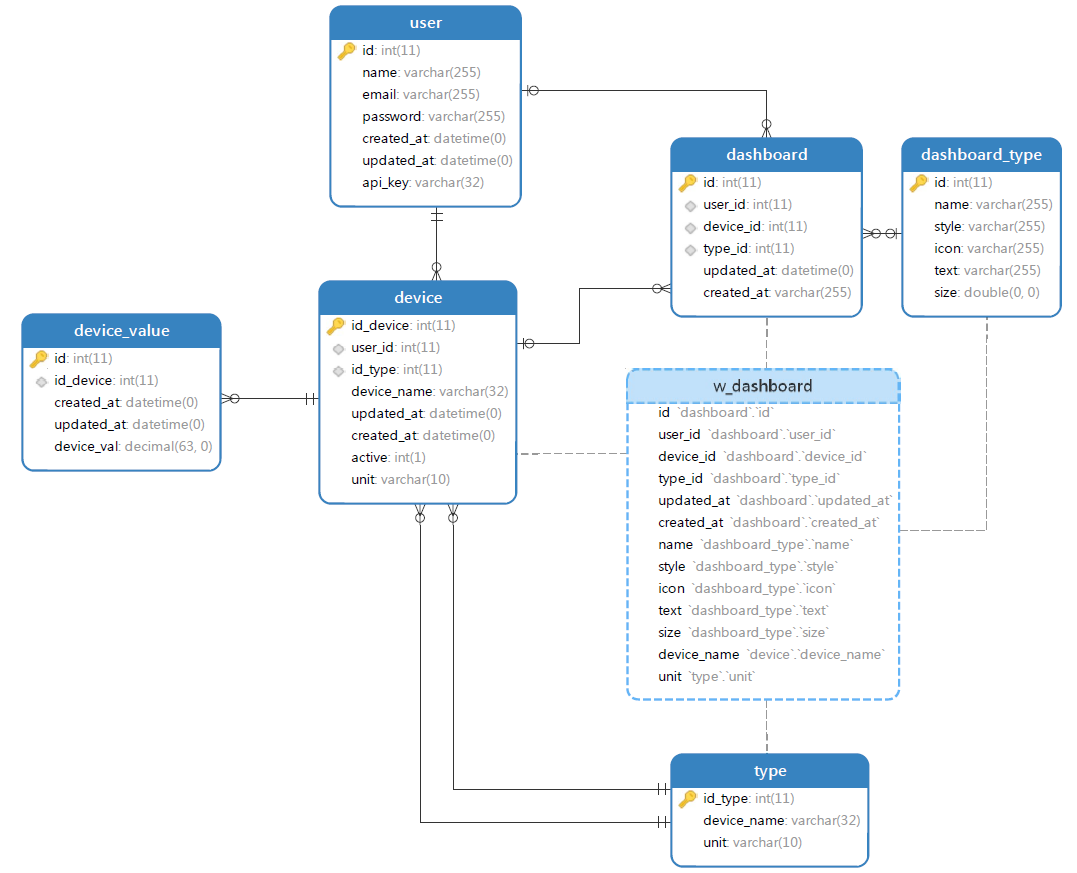 user
id: int(11)
name: varchar(255)
email: varchar(255)
password: varchar(255)
created_at: datetime(0)
updated_at: datetime(0)
api_key: varchar(32)
dashboard
id: int(11)
user_id: int(11)
device_id: int(11)
type_id: int(11)
updated_at: datetime(0)
created_at: varchar(255)
dashboard_type
id: int(11)
name: varchar(255)
style: varchar(255)
icon: varchar(255)
text: varchar(255)
size: double(0, 0)
device
id_device: int(11)
user_id: int(11)
id_type: int(11)
device_name: varchar(32)
updated_at: datetime(0)
created_at: datetime(0)
active: int(1)
unit: varchar(10)
device_value
id: int(11)
id_device: int(11)
created_at: datetime(0)
updated_at: datetime(0)
device_val: decimal(63, 0)
w_dashboard
id `dashboard`.`id`
user_id `dashboard`.`user_id`
device_id `dashboard`.`device_id`
type_id `dashboard`.`type_id`
updated_at `dashboard`.`updated_at`
created_at `dashboard`.`created_at`
name `dashboard_type`.`name`
style `dashboard_type`.`style`
icon `dashboard_type`.`icon`
text `dashboard_type`.`text`
size `dashboard_type`.`size`
device_name `device`.`device_name`
unit `type`.`unit`
type
id_type: int(11)
device_name: varchar(32)
unit: varchar(10)